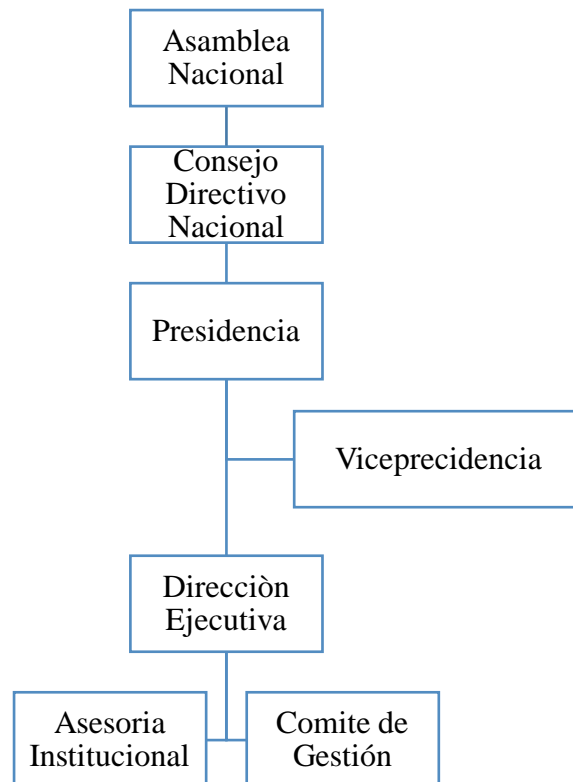 Asamblea
Nacional
Consejo
Directivo
Nacional
Presidencia
Viceprecidencia
Direcciòn
Ejecutiva
Asesoria
Institucional
Comite de
Gestión